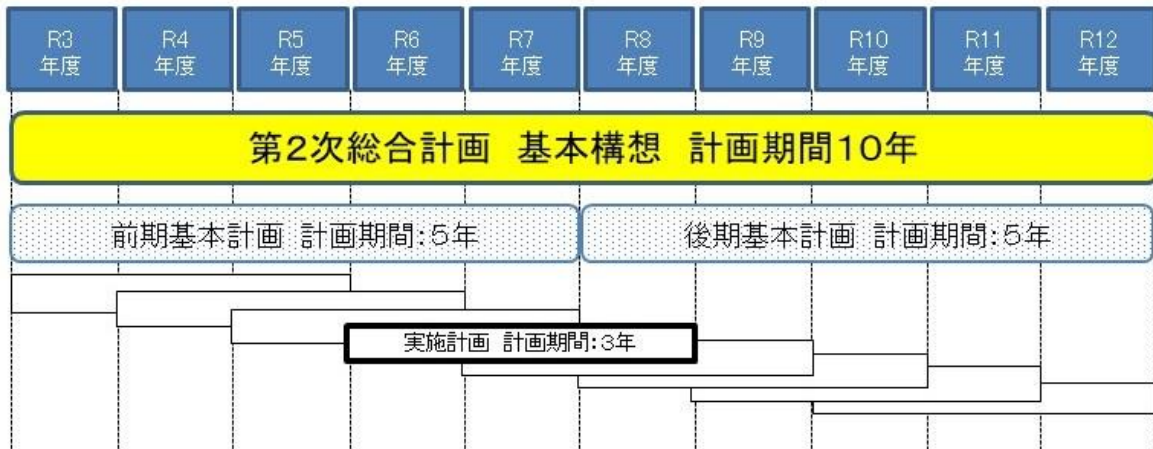 R3
年度
R4
年度
R5
年度
R6
年度
R7
年度
R8
年度
R9
年度
R10
年度
R11
年度
R12
年度
第2次総合計画 基本構想 計画期間10年
前期基本計画 計画期間:5年
後期基本計画 計画期間:5年
実施計画 計画期間:3年